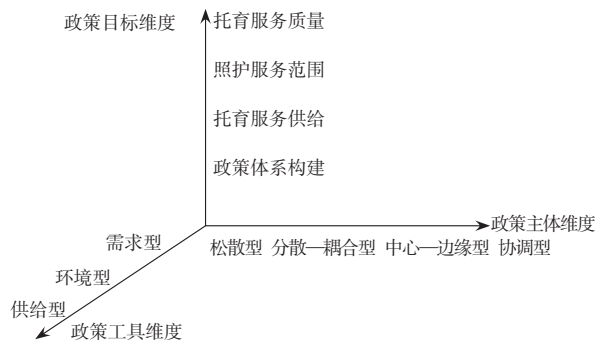 政策目标维度
托育服务质量
照护服务范围
托育服务供给
政策体系构建
政策主体维度
松散型 分散—耦合型 中心—边缘型 协调型
需求型
环境型
供给型
政策工具维度